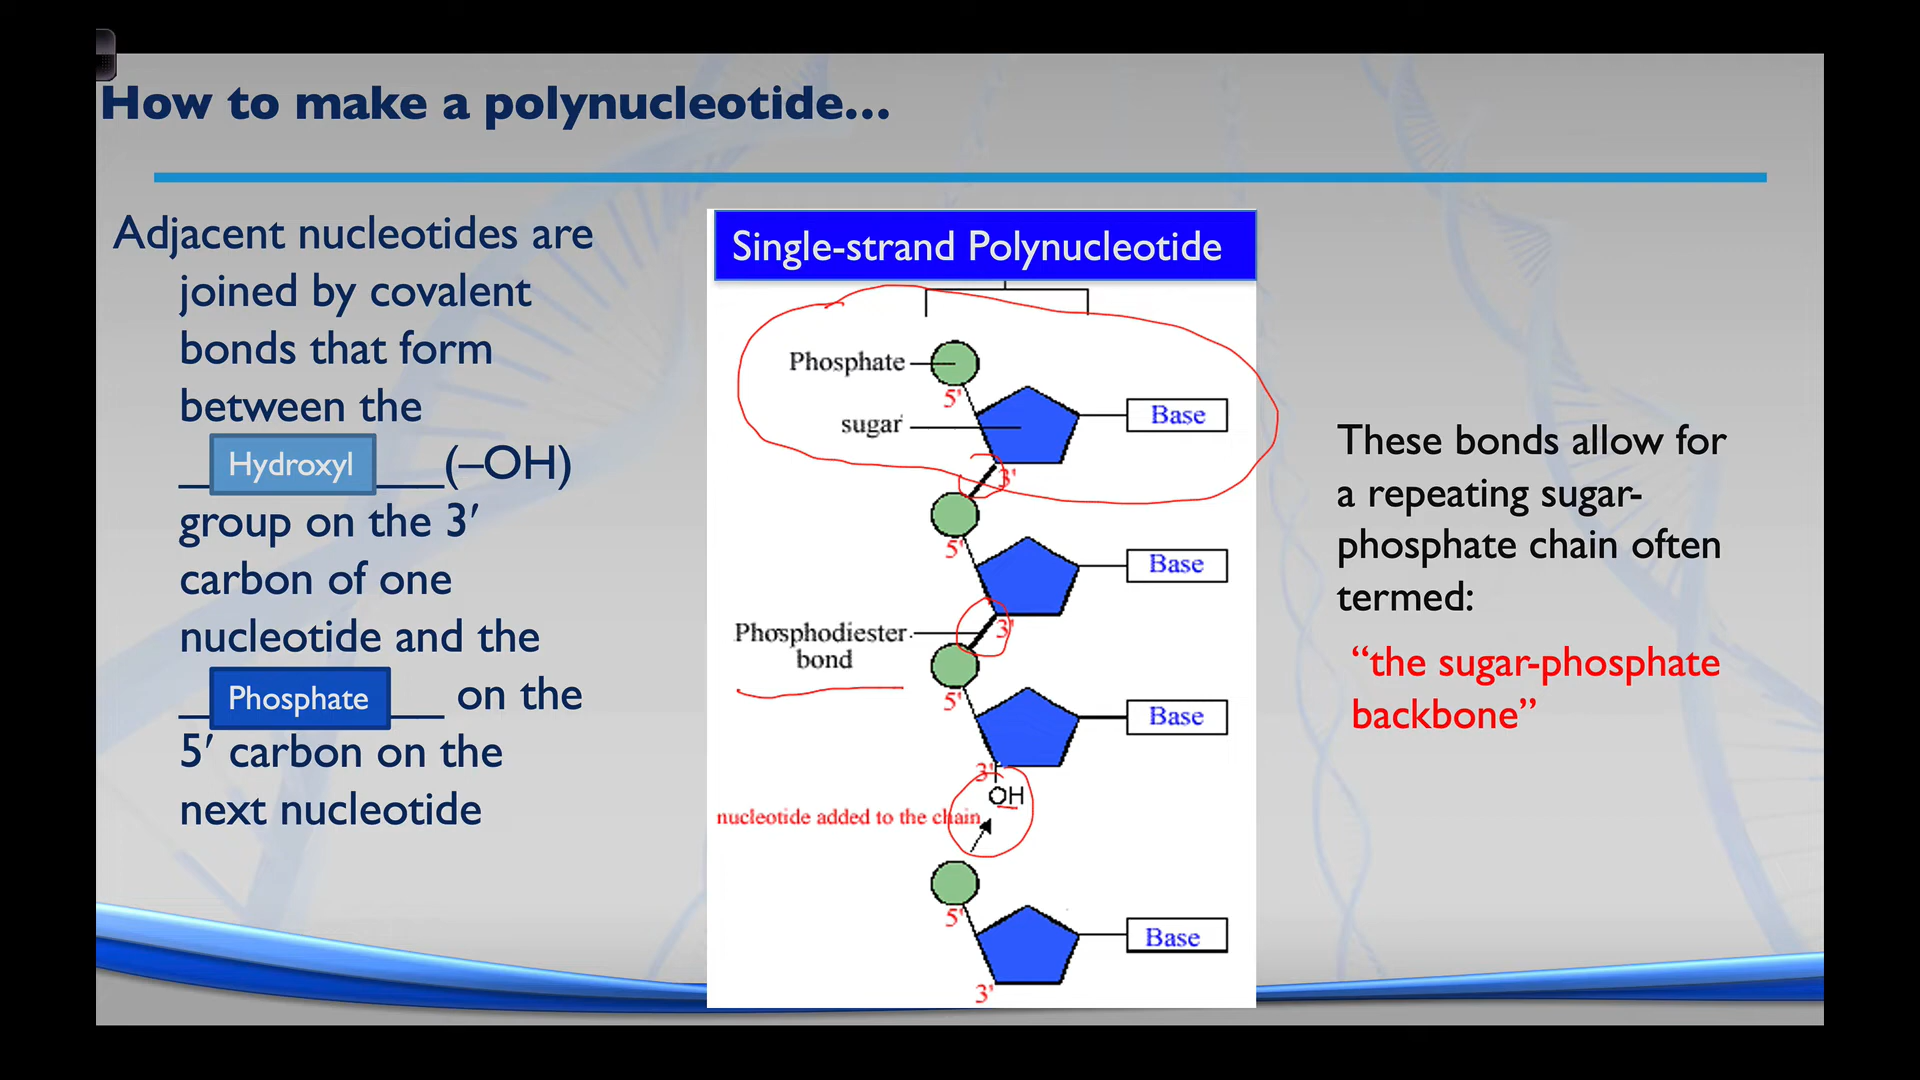 How to make a polynucleotide...
Adjacent nucleotides are
joined by covalent
bonds that form
between the
_Hydroxyl___(–OH)
group on the 3′
carbon of one
nucleotide and the
_Phosphate___ on the
5′ carbon on the
next nucleotide
Single-strand Polynucleotide
Phosphate
5'
sugar
Base
3'
5'
Base
Phosphodiester
bond
3'
5'
Base
3'
OH
nucleotide added to the chain
5'
Base
3'
These bonds allow for
a repeating sugar-
phosphate chain often
termed:
“the sugar-phosphate
backbone”